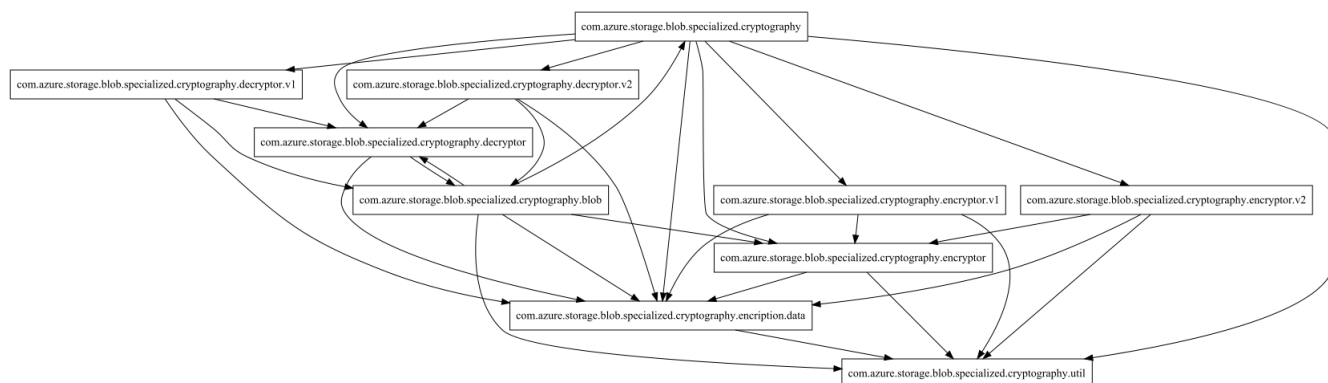 com.azure.storage.blob.specialized.cryptography
com.azure.storage.blob.specialized.cryptography.decryptor.v1
com.azure.storage.blob.specialized.cryptography.decryptor.v2
com.azure.storage.blob.specialized.cryptography.decryptor
com.azure.storage.blob.specialized.cryptography.blob
com.azure.storage.blob.specialized.cryptography.encryptor.v1
com.azure.storage.blob.specialized.cryptography.encryptor.v2
com.azure.storage.blob.specialized.cryptography.encryptor
com.azure.storage.blob.specialized.cryptography.encription.data
com.azure.storage.blob.specialized.cryptography.util